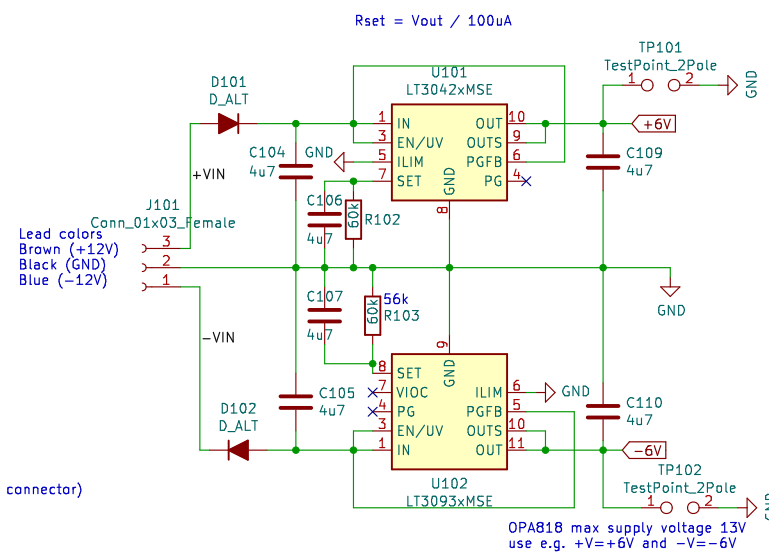 Rset = Vout / 100uA
TP101
TestPoint_2Pole
1 2
GND
D101
D_ALT
U101
LT3042xMSE
1 IN OUT 10
3 EN/UV OUTS 9
5 ILIM PGFB 6
7 SET PG 4
GND
8
+6V
C104
4u7
GND
+VIN
C109
4u7
C106
4u7
60k
R102
J101
Conn_01x03_Female
Lead colors
Brown (+12V) 3
Black (GND) 2
Blue (-12V) 1
GND
C107
4u7
56k
60k
R103
-VIN
9
GND
8 SET
7 VIOC ILIM 6
4 PG PGFB 5
3 EN/UV OUTS 10
1 IN OUT 11
GND
C105
4u7
C110
4u7
D102
D_ALT
-6V
U102
LT3093xMSE
TP102
TestPoint_2Pole
1 2
GND
connector)
OPA818 max supply voltage 13V
use e.g. +V=+6V and -V=-6V